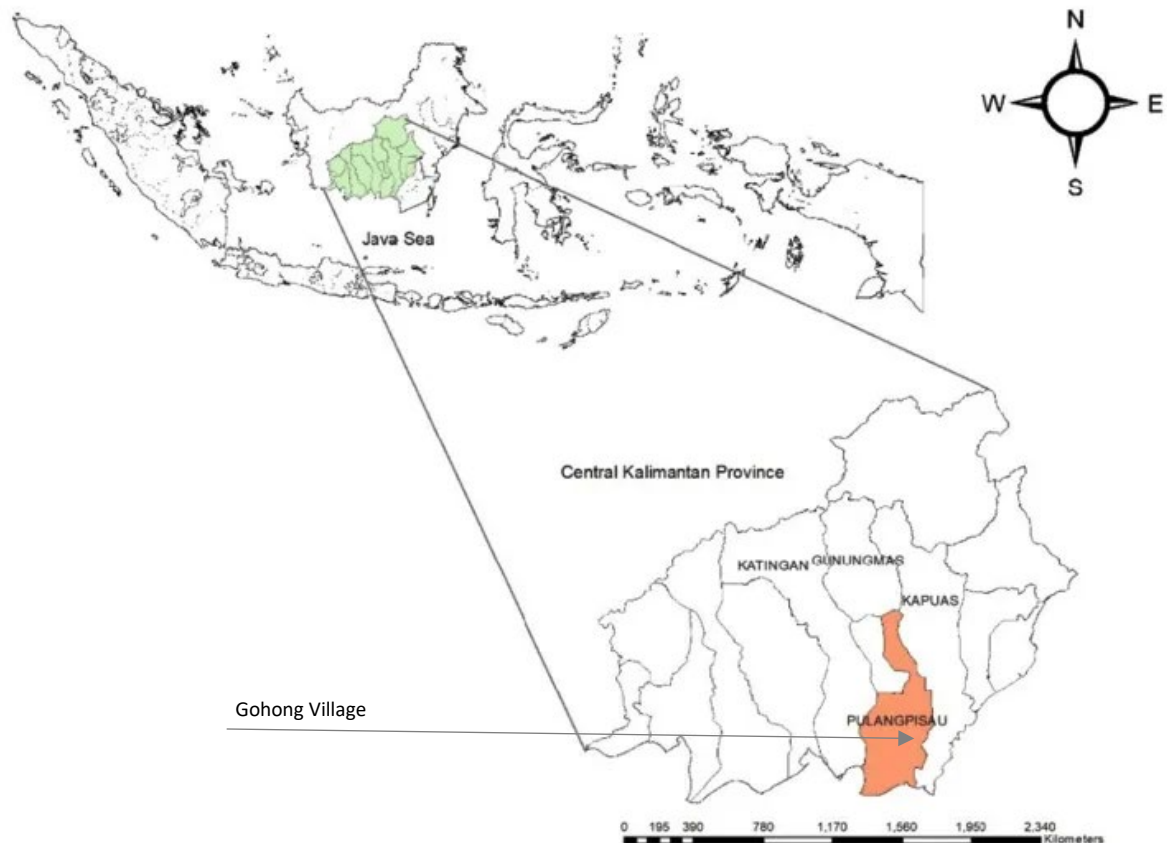 N
W E
S
Java Sea
Central Kalimantan Province
KATINGAN
GUNUNGMAS
KAPUAS
Gohong Village
PULANGPISAU
0 195 390 780 1,170 1,560 1,950 2,340
Kilometers